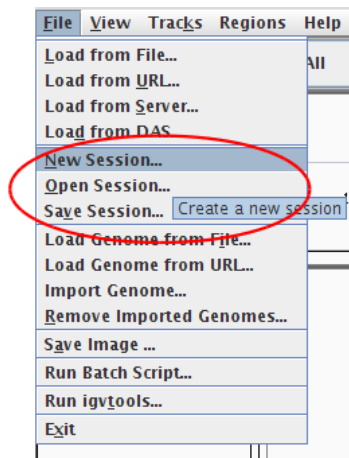 File View Tracks Regions Help
Load from File...
All
Load from URL...
Load from Server...
Load from DAS...
New Session...
Open Session...
Save Session... Create a new session
Load Genome from File...
Load Genome from URL...
Import Genome...
Remove Imported Genomes...
Save Image ...
Run Batch Script...
Run igvtools...
Exit